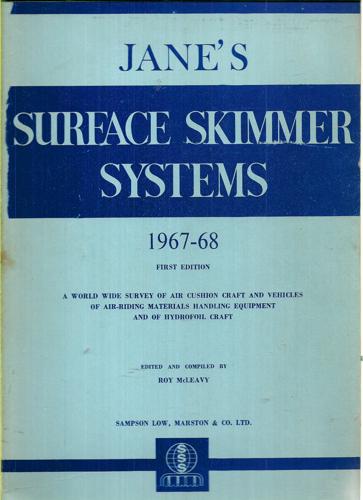 JANE'S
SURFACE SKIMMER
SYSTEMS
1967-68
FIRST EDITION
A WORLD WIDE SURVEY OF AIR CUSHION CRAFT AND VEHICLES
OF AIR-RIDING MATERIALS HANDLING EQUIPMENT
AND OF HYDROFOIL CRAFT
EDITED AND COMPILED BY
ROY McLEAVY
SAMPSON LOW, MARSTON & CO. LTD.
SSS